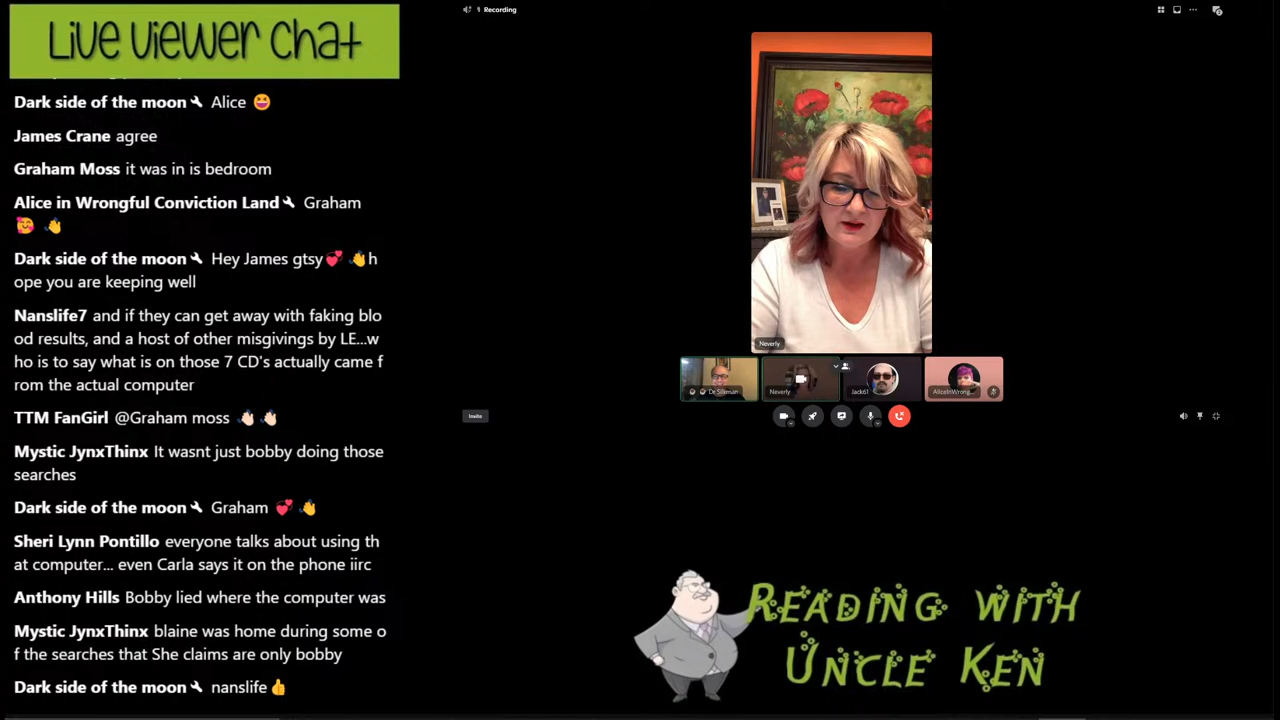 Live Viewer Chat
Dark side of the moon Alice 😆
James Crane agree
Graham Moss it was in is bedroom
Alice in Wrongful Conviction Land Graham
🥰 👋
Dark side of the moon Hey James gtsy💞 👋h
ope you are keeping well
Nanslife7 and if they can get away with faking blo
od results, and a host of other misgivings by LE...w
ho is to say what is on those 7 CD's actually came f
rom the actual computer
TTM FanGirl @Graham moss 👋🏻 👋🏻
Mystic JynxThinx It wasnt just bobby doing those
searches
Dark side of the moon Graham 💞 👋
Sheri Lynn Pontillo everyone talks about using th
at computer... even Carla says it on the phone iirc
Anthony Hills Bobby lied where the computer was
Mystic JynxThinx blaine was home during some o
f the searches that She claims are only bobby
Dark side of the moon nanslife👍
Recording
Neverly
De Silkman
Neverly
Jack61
AliceInWrong...
Invite
Reading with
Uncle Ken